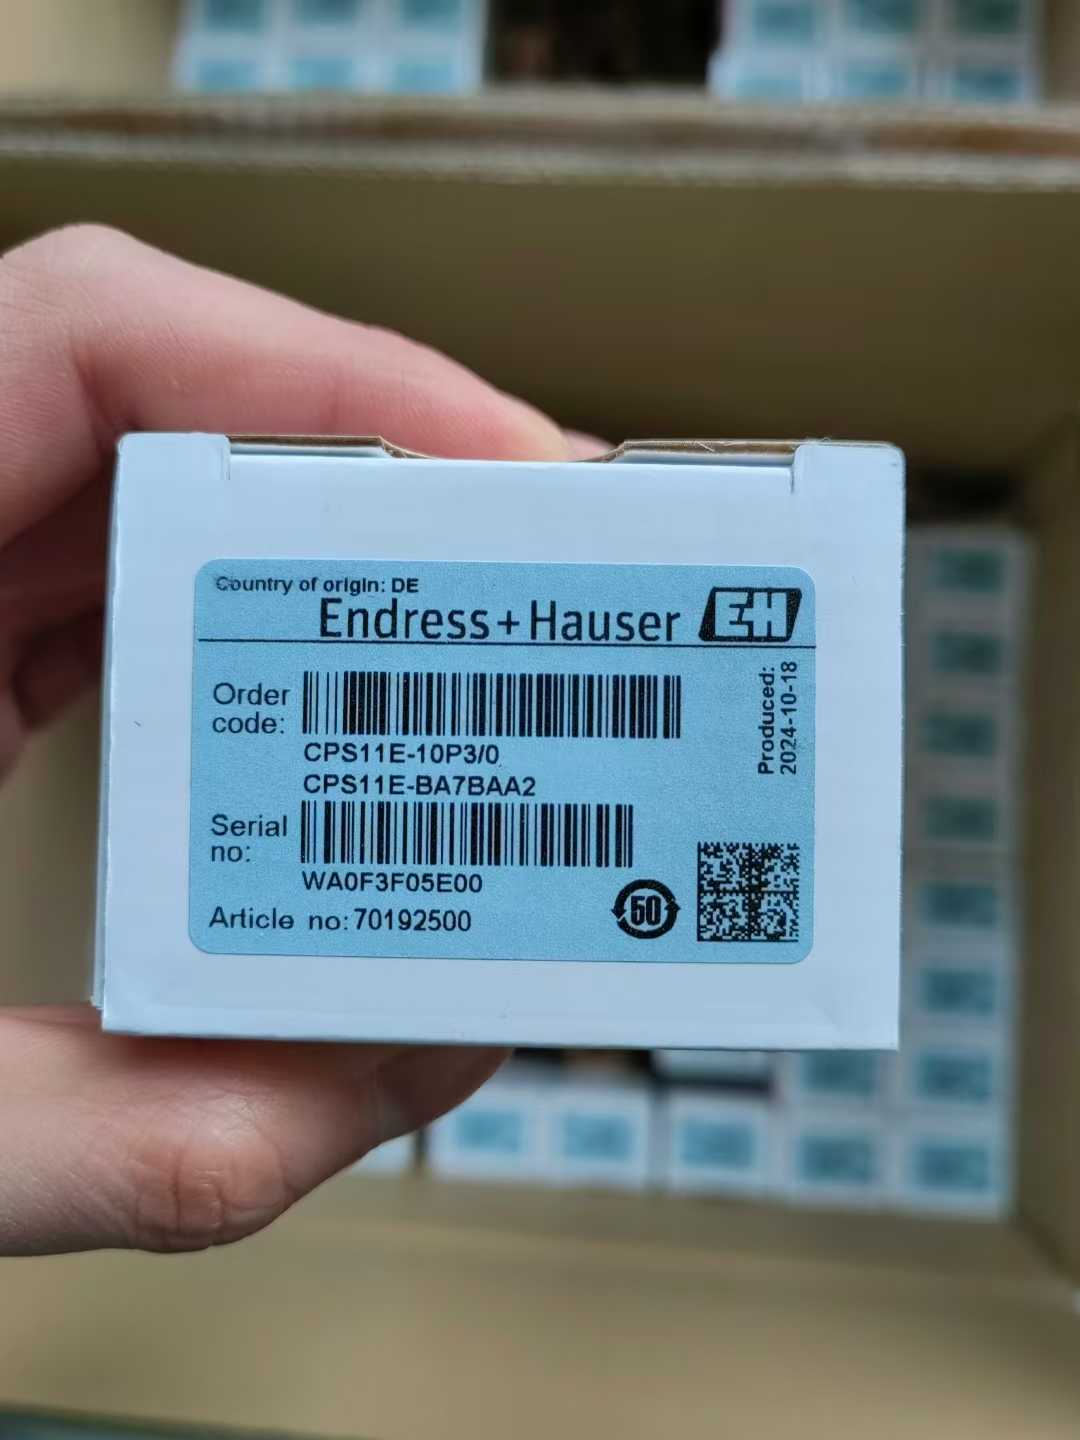 Country of origin: DE
Endress+Hauser EH
Order code:
CPS11E-10P3/0
CPS11E-BA7BAA2
Serial no:
WA0F3F05E00
Article no: 70192500
Produced: 2024-10-18
50